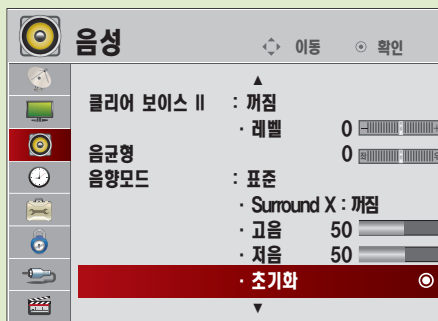 음성
이동 확인
▲
클리어 보이스 II : 꺼짐
· 레벨 0 - +
음균형 0 좌 우
음향모드 : 표준
· Surround X : 꺼짐
· 고음 50
· 저음 50
· 초기화
▼